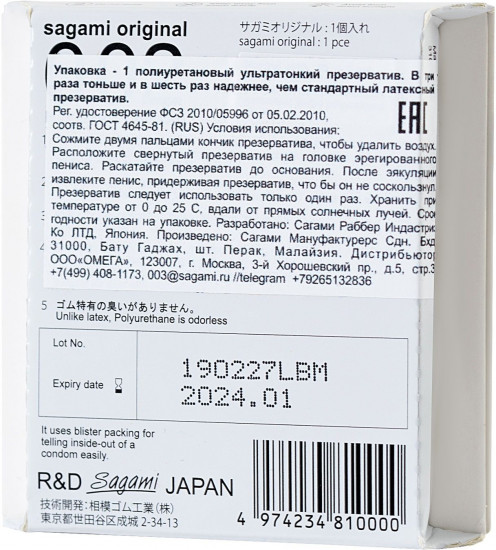 sagami original
サガミオリジナル : 1個入れ
sagami original : 1 pce
Упаковка - 1 полиуретановый ультратонкий презерватив. В три
раза тоньше и в шесть раз надежнее, чем стандартный латексный
презерватив.
Рег. удостоверение ФСЗ 2010/05996 от 05.02.2010,
соотв. ГОСТ 4645-81. (RUS) Условия использования:
EAC
Сожмите двумя пальцами кончик презерватива, чтобы удалить воздух.
Расположите свернутый презерватив на головке эрегированного
пениса. Раскатайте презерватив до основания. После эякуляции
извлеките пенис, придерживая презерватив, что бы он не соскользнул.
Презерватив следует использовать только один раз. Хранить при
температуре от 0 до 25 С, вдали от прямых солнечных лучей. Срок
годности указан на упаковке. Разработано: Сагами Раббер Индастриз
Ко ЛТД, Япония. Произведено: Сагами Мануфактурерс Сдн. Бхд
31000, Бату Гаджах, шт. Перак, Малайзия. Дистрибьютор
ООО«ОМЕГА», 123007, г. Москва, 3-й Хорошевский пр., д.5, стр.3
+7(499) 408-1173, 003@sagami.ru //telegram +79265132836
5 ゴム特有の臭いがありません。
Unlike latex, Polyurethane is odorless
Lot No.
190227LBM
Expiry date
2024.01
It uses blister packing for
telling inside-out of a
condom easily.
R&D Sagami JAPAN
技術開発：相模ゴム工業（株）
東京都世田谷区成城 2-34-13
4 974234 810000